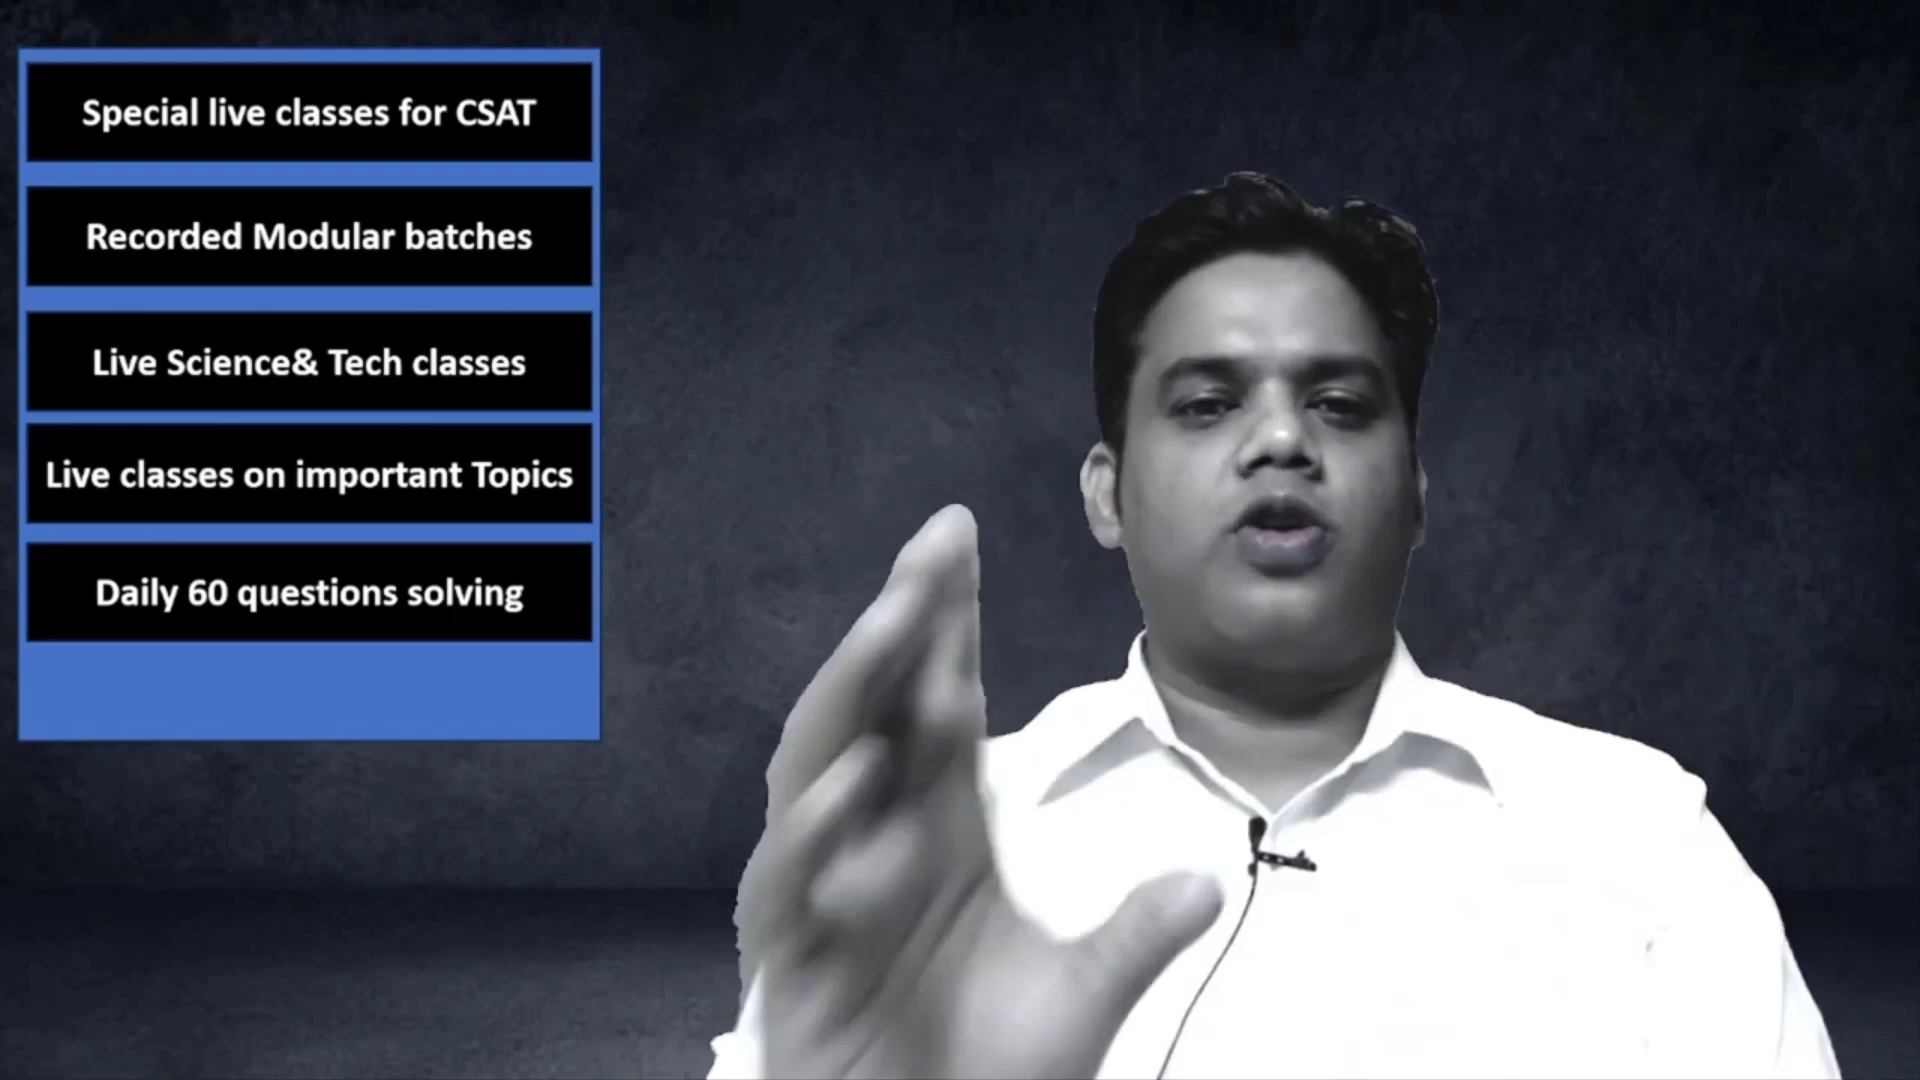 Special live classes for CSAT
Recorded Modular batches
Live Science& Tech classes
Live classes on important Topics
Daily 60 questions solving